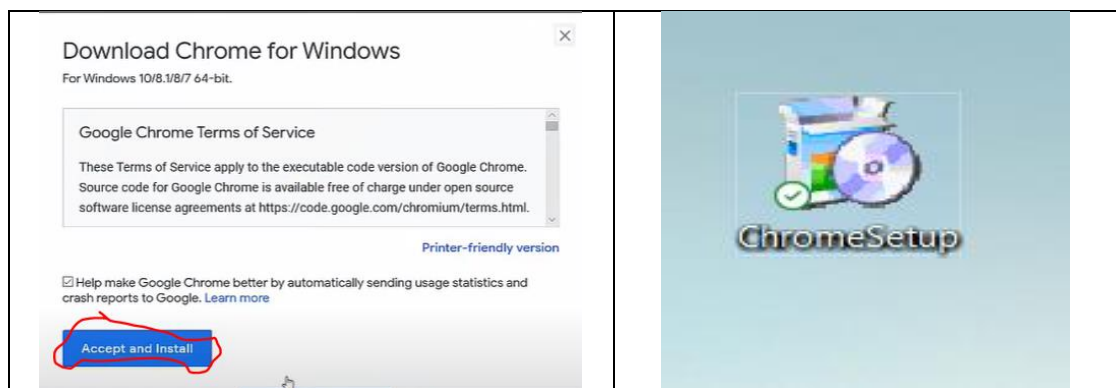 Download Chrome for Windows
For Windows 10/8.1/8/7 64-bit.
Google Chrome Terms of Service
These Terms of Service apply to the executable code version of Google Chrome.
Source code for Google Chrome is available free of charge under open source
software license agreements at https://code.google.com/chromium/terms.html.
Printer-friendly version
Help make Google Chrome better by automatically sending usage statistics and
crash reports to Google. Learn more
Accept and Install
ChromeSetup